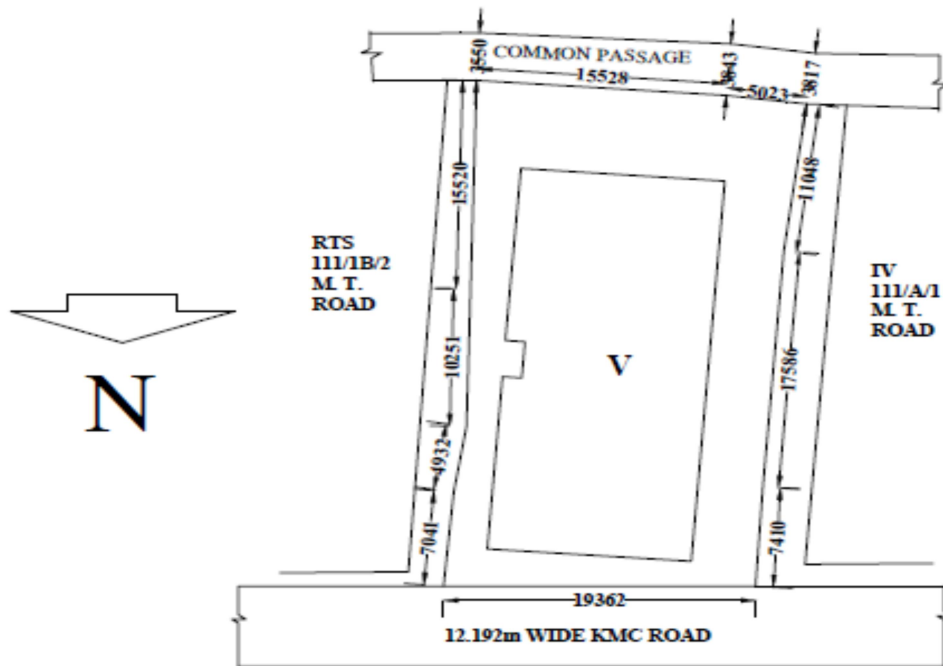 3550
COMMON PASSAGE
15528
3843
5023
3817
15520
11048
RTS
111/1B/2
M. T.
ROAD
IV
111/A/1
M. T.
ROAD
10251
V
17586
N
4932
7041
7410
19362
12.192m WIDE KMC ROAD